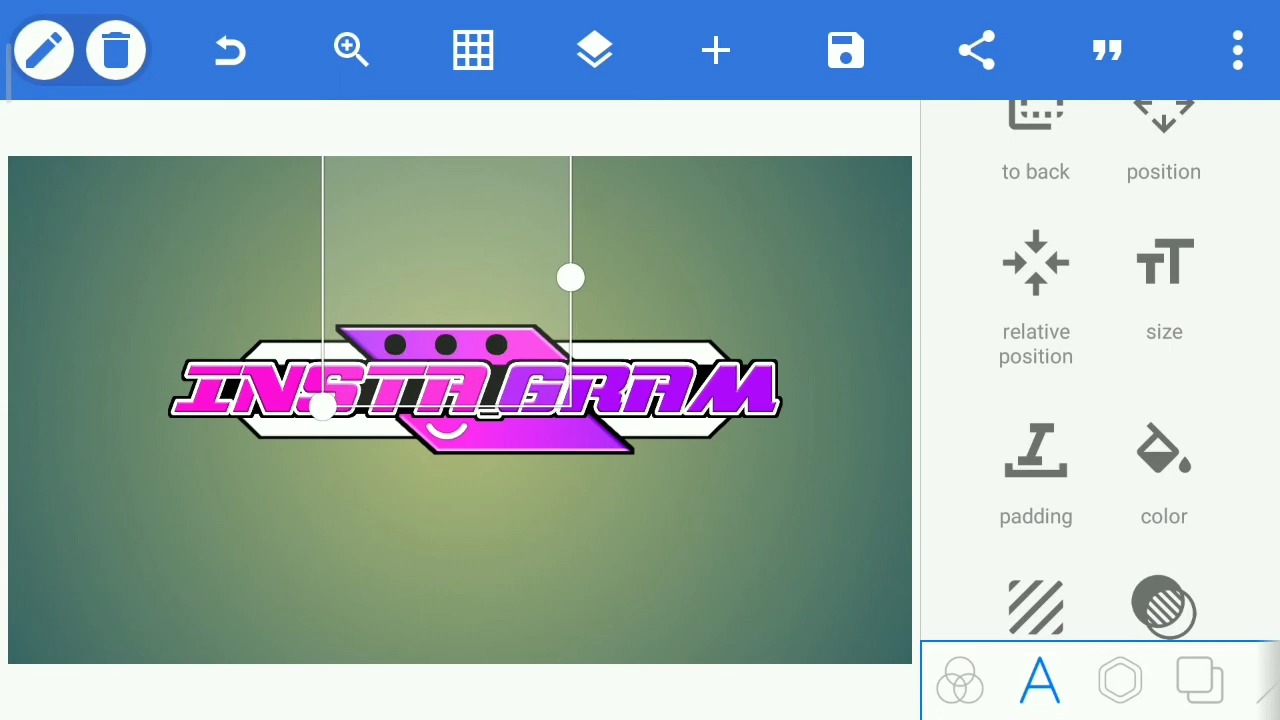 to back
position
relative
position
size
padding
color
INSTAGRAM